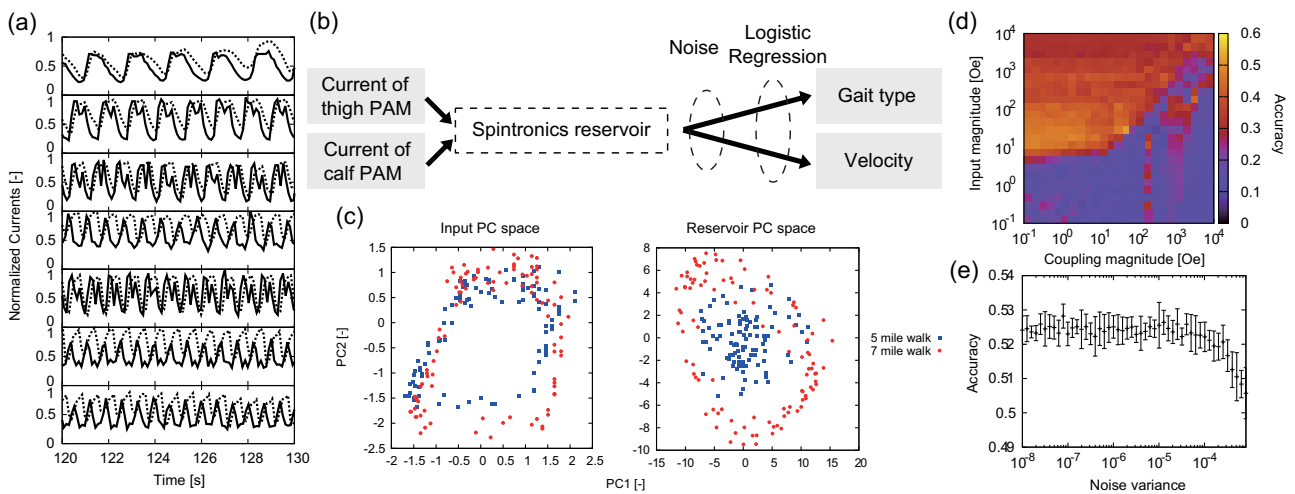 (a)
1
0.5
0
1
0.5
0
1
0.5
0
1
0.5
0
1
0.5
0
1
0.5
0
1
0.5
0
120 122 124 126 128 130
Time [s]
Normalized Currents [-]
(b)
Current of
thigh PAM
Current of
calf PAM
Spintronics reservoir
Noise
Logistic
Regression
Gait type
Velocity
(c)
Input PC space
1.5
1.0
0.5
0
-0.5
-1.0
-1.5
-2.0
-2.5
-2 -1.5 -1 -0.5 0 0.5 1 1.5 2 2.5
PC2 [-]
Reservoir PC space
8
6
4
2
0
-2
-4
-6
-8
-10
-15 -10 -5 0 5 10 15 20
PC1 [-]
5 mile walk
7 mile walk
(d)
Input magnitude [Oe]
10^4
10^3
10^2
10^1
10^0
10^-1
10^-1 10^0 10^1 10^2 10^3 10^4
Coupling magnitude [Oe]
0.6
0.5
0.4
0.3
0.2
0.1
0
Accuracy
(e)
Accuracy
0.54
0.53
0.52
0.51
0.5
0.49
10^-8 10^-7 10^-6 10^-5 10^-4
Noise variance